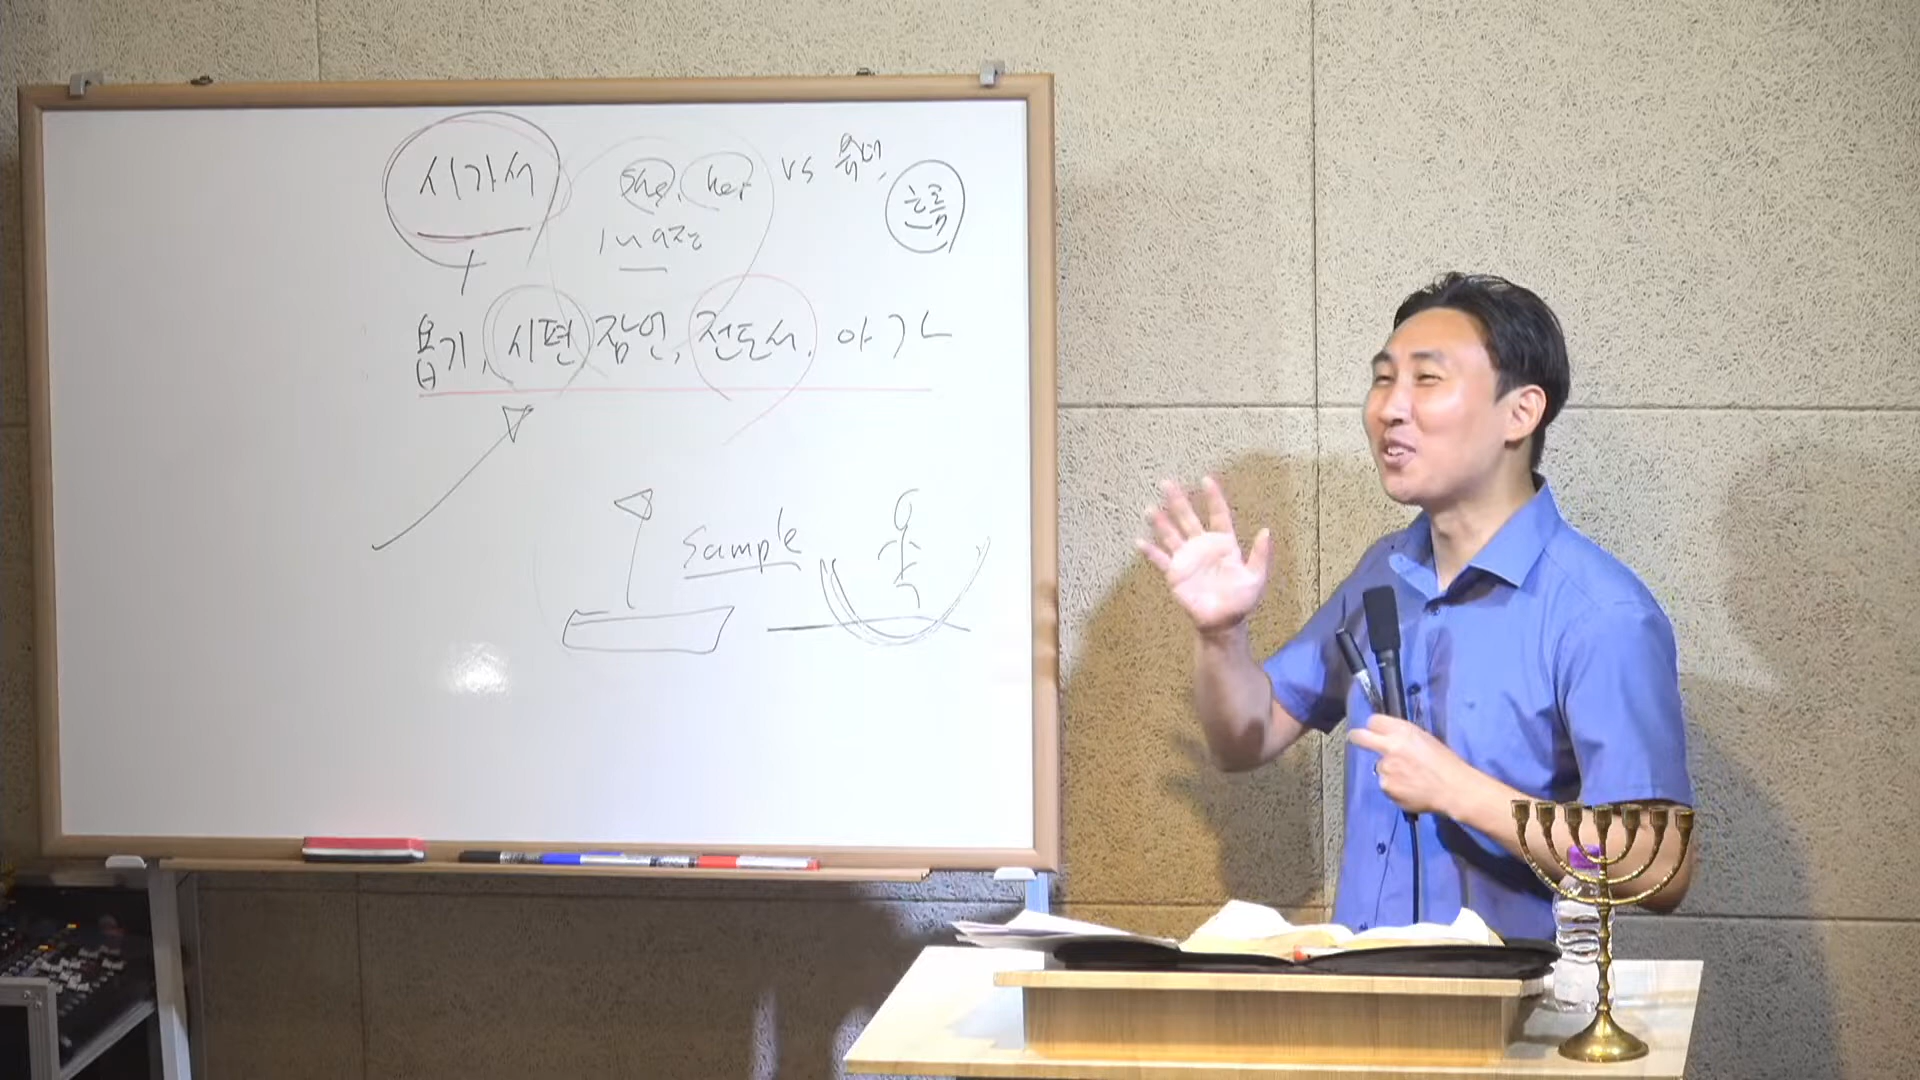 시가서 she, her vs 욥머,
흐름
욥기, 시편 잠언, 전도서, 아가
sample